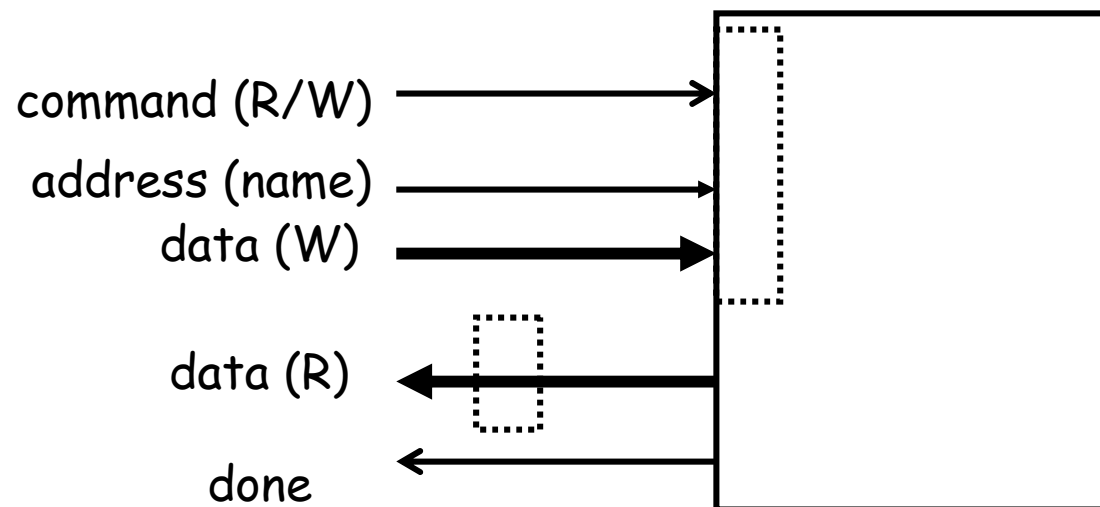 command (R/W)
address (name)
data (W)
data (R)
done